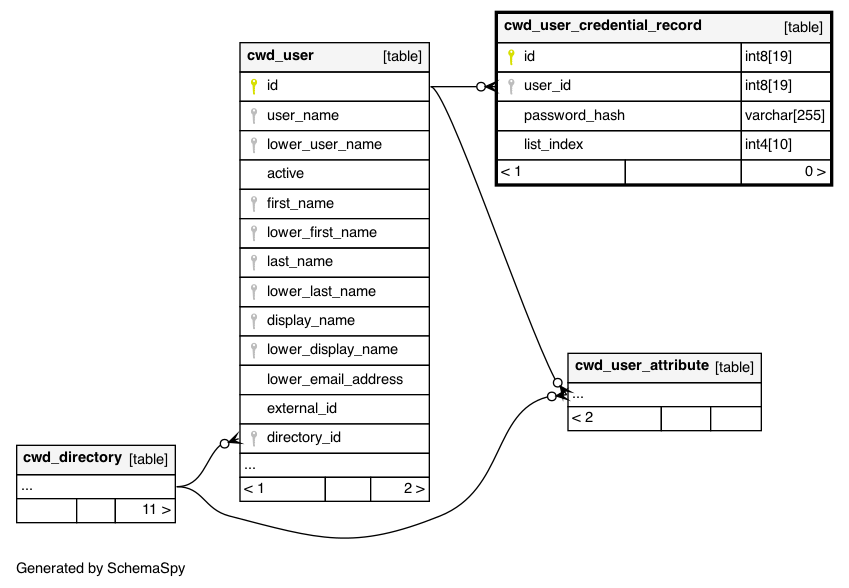 cwd_user_credential_record [table]
id int8[19]
user_id int8[19]
password_hash varchar[255]
list_index int4[10]
< 1 0 >
cwd_user [table]
id
user_name
lower_user_name
active
first_name
lower_first_name
last_name
lower_last_name
display_name
lower_display_name
lower_email_address
external_id
directory_id
...
< 1 2 >
cwd_user_attribute [table]
...
< 2
cwd_directory [table]
...
11 >
Generated by SchemaSpy